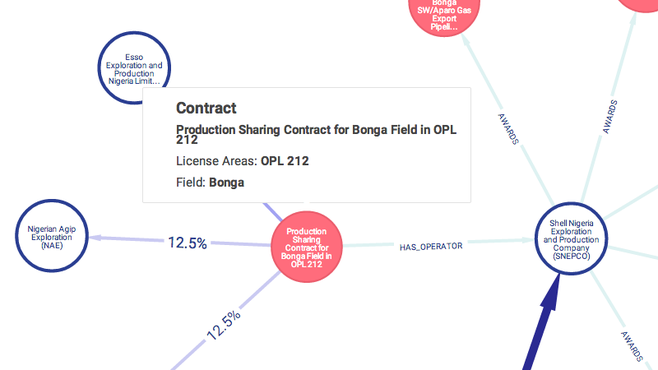 Bonga
SW/Aparo Gas
Export
Pipeli...
Esso
Exploration and
Production
Nigeria Limit...
Contract
Production Sharing Contract for Bonga Field in OPL
212
License Areas: OPL 212
Field: Bonga
AWARDS
AWARDS
Nigerian Agip
Exploration
(NAE)
12.5%
Production
Sharing
Contract for
Bonga Field in
OPL 212
HAS_OPERATOR
Shell Nigeria
Exploration
and Production
Company
(SNEPCO)
12.5%
AWARDS